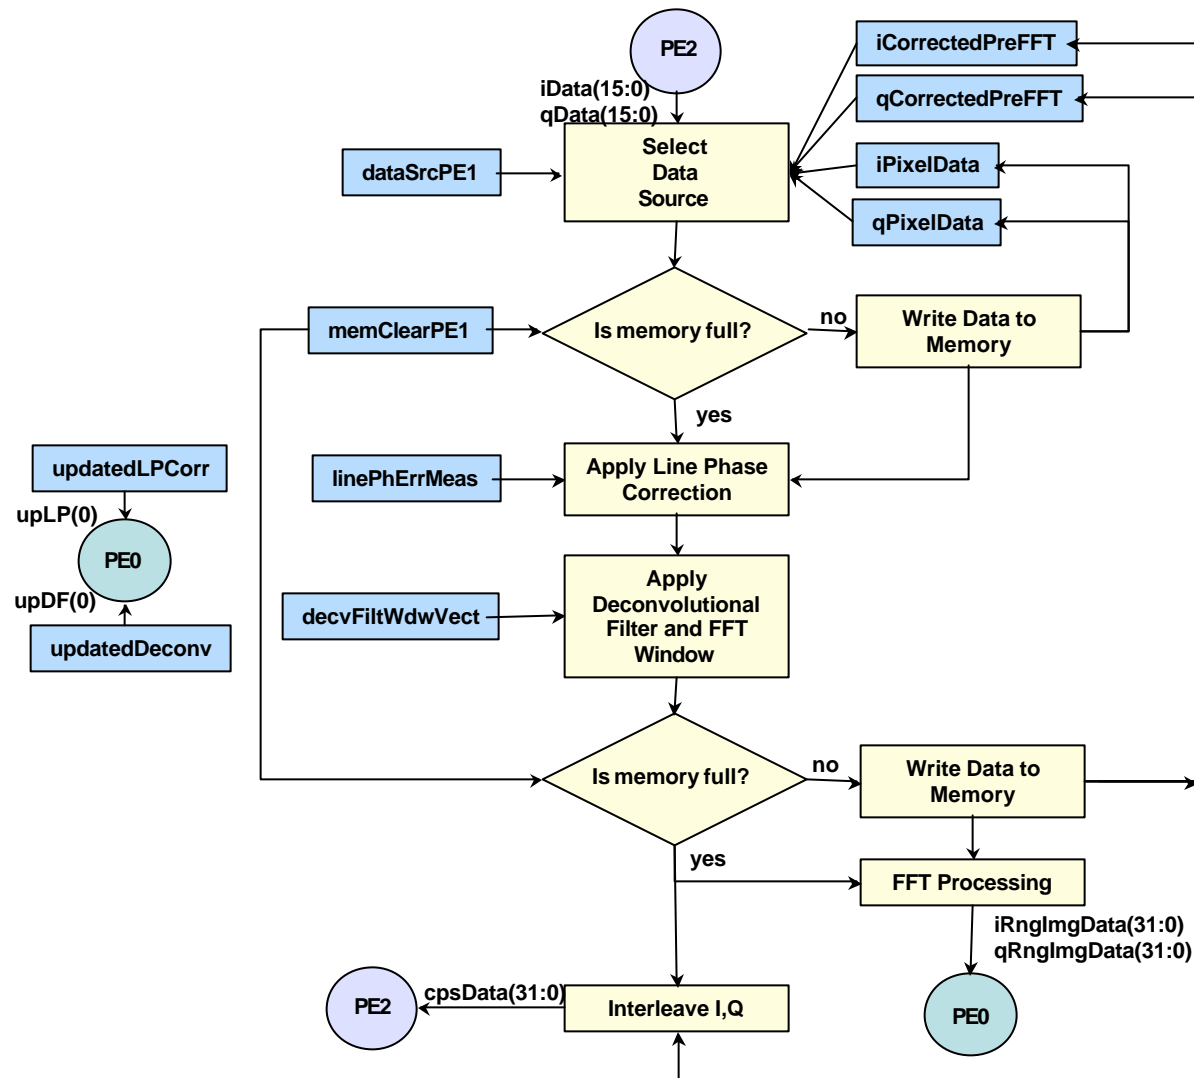 PE2
iCorrectedPreFFT
iData(15:0)
qData(15:0)
qCorrectedPreFFT
Select
Data
Source
dataSrcPE1
iPixelData
qPixelData
memClearPE1
Is memory full?
no
Write Data to
Memory
yes
updatedLPCorr
linePhErrMeas
Apply Line Phase
Correction
upLP(0)
PE0
upDF(0)
updatedDeconv
decvFiltWdwVect
Apply
Deconvolutional
Filter and FFT
Window
Is memory full?
no
Write Data to
Memory
yes
FFT Processing
iRngImgData(31:0)
qRngImgData(31:0)
PE2
cpsData(31:0)
Interleave I,Q
PE0